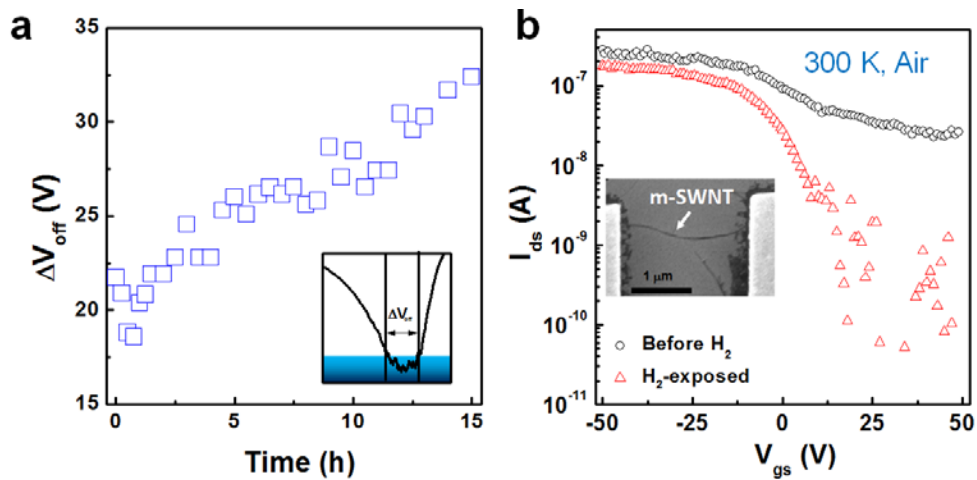 a
35
30
25
20
15
ΔV_off (V)
0 5 10 15
Time (h)
ΔV_off
b
300 K, Air
10^-7
10^-8
10^-9
10^-10
10^-11
I_ds (A)
m-SWNT
1 μm
Before H_2
H_2-exposed
-50 -25 0 25 50
V_gs (V)